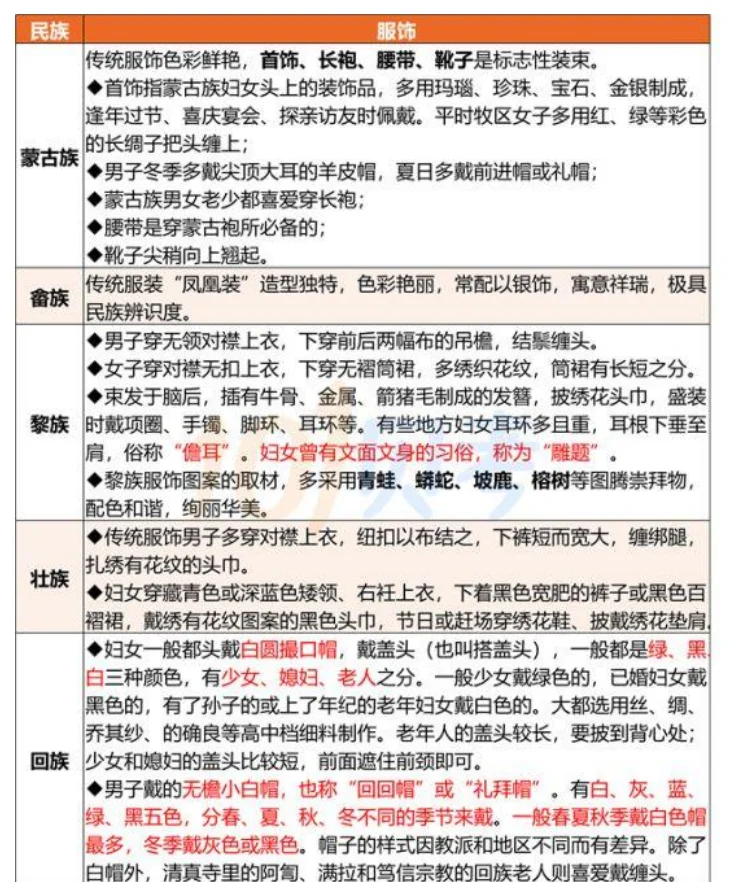 民族 服饰
传统服饰色彩鲜艳，首饰、长袍、腰带、靴子是标志性装束。
◆首饰指蒙古族妇女头上的装饰品，多用玛瑙、珍珠、宝石、金银制成，
逢年过节、喜庆宴会、探亲访友时佩戴。平时牧区女子多用红、绿等彩色
的长绸子把头缠上；
蒙古族
◆男子冬季多戴尖顶大耳的羊皮帽，夏日多戴前进帽或礼帽；
◆蒙古族男女老少都喜爱穿长袍；
◆腰带是穿蒙古袍所必备的；
◆靴子尖稍向上翘起。
畲族
传统服装“凤凰装”造型独特，色彩艳丽，常配以银饰，寓意祥瑞，极具
民族辨识度。
◆男子穿无领对襟上衣，下穿前后两幅布的吊檐，结鬃缠头。
◆女子穿对襟无扣上衣，下穿无褶筒裙，多绣织花纹，筒裙有长短之分。
◆束发于脑后，插有牛骨、金属、箭猪毛制成的发簪，披绣花头巾，盛装
黎族
时戴项圈、手镯、脚环、耳环等。有些地方妇女耳环多且重，耳根下垂至
肩，俗称“儋耳”。妇女曾有文面文身的习俗，称为“雕题”。
◆黎族服饰图案的取材，多采用青蛙、蟒蛇、坡鹿、榕树等图腾崇拜物，
配色和谐，绚丽华美。
◆传统服饰男子多穿对襟上衣，纽扣以布结之，下裤短而宽大，缠绑腿，
扎绣有花纹的头巾。
壮族
◆妇女穿藏青色或深蓝色矮领、右衽上衣，下着黑色宽肥的裤子或黑色百
褶裙，戴绣有花纹图案的黑色头巾，节日或赶场穿绣花鞋、披戴绣花垫肩.
◆妇女一般都头戴白圆撮口帽，戴盖头（也叫搭盖头），一般都是绿、黑、
白三种颜色，有少女、媳妇、老人之分。一般少女戴绿色的，已婚妇女戴
黑色的，有了孙子的或上了年纪的老年妇女戴白色的。大都选用丝、绸、
乔其纱、的确良等高中档细料制作。老年人的盖头较长，要披到背心处；
回族
少女和媳妇的盖头比较短，前面遮住前颈即可。
◆男子戴的无檐小白帽，也称“回回帽”或“礼拜帽”。有白、灰、蓝、
绿、黑五色，分春、夏、秋、冬不同的季节来戴。一般春夏秋季戴白色帽
最多，冬季戴灰色或黑色。帽子的样式因教派和地区不同而有差异。除了
白帽外，清真寺里的阿訇、满拉和笃信宗教的回族老人则喜爱戴缠头。